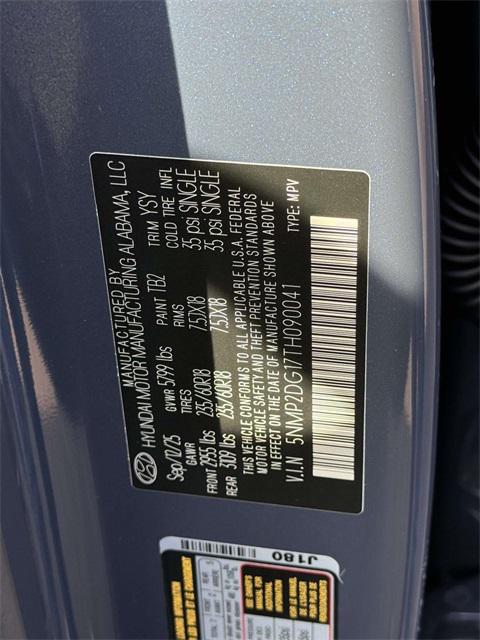 MANUFACTURED BY
HYUNDAI MOTOR MANUFACTURING ALABAMA, LLC
Sep/12/25 GVWR 5799 lbs PAINT TB2 TRIM YSY
GAWR TIRES RIMS COLD TIRE INFL
FRONT 2955 lbs 235/60R18 7.5JX18 35 psi SINGLE
REAR 3109 lbs 235/60R18 7.5JX18 35 psi SINGLE
THIS VEHICLE CONFORMS TO ALL APPLICABLE U.S.A. FEDERAL
MOTOR VEHICLE SAFETY AND THEFT PREVENTION STANDARDS
IN EFFECT ON THE DATE OF MANUFACTURE SHOWN ABOVE
V.I.N 5NMP2DG17TH090041 TYPE: MPV
J180